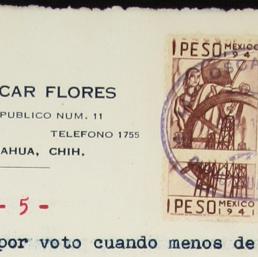 CAR FLORES
PUBLICO NUM. 11
TELEFONO 1755
AHUA, CHIH.
- 5 -
por voto cuando menos de
1 PESO MEXICO
194
1 PESO MEXICO
1941